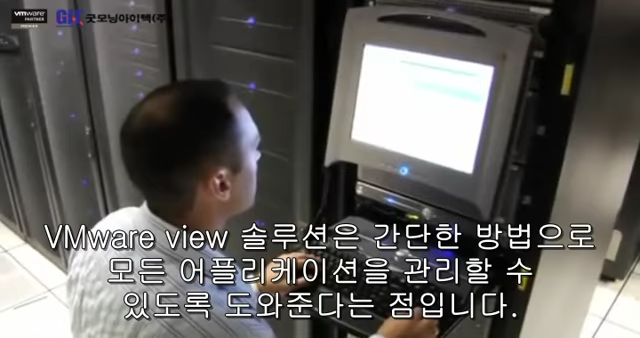 vmware
PARTNER
GIT 굿모닝아이텍(주
VMware view 솔루션은 간단한 방법으로
모든 어플리케이션을 관리할 수
있도록 도와준다는 점입니다.